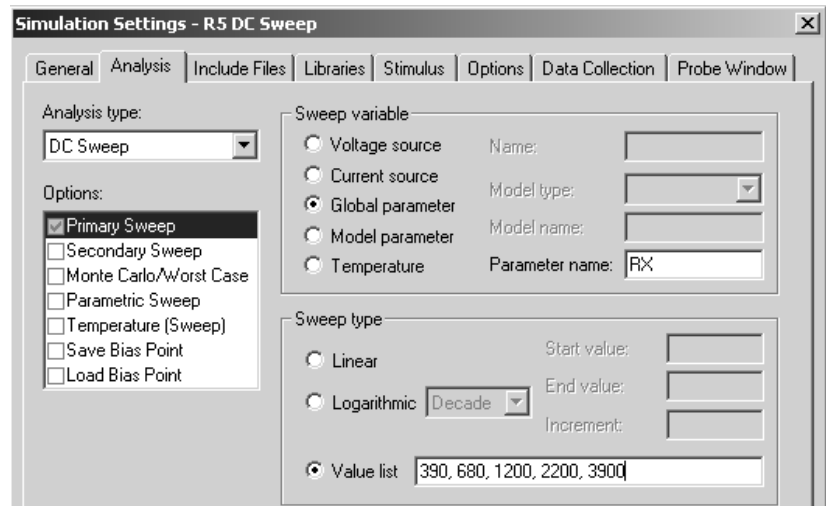 Simulation Settings - R5 DC Sweep
General Analysis Include Files Libraries Stimulus Options Data Collection Probe Window
Analysis type:
DC Sweep
Options:
Primary Sweep
Secondary Sweep
Monte Carlo/Worst Case
Parametric Sweep
Temperature (Sweep)
Save Bias Point
Load Bias Point
Sweep variable
Voltage source
Current source
Global parameter
Model parameter
Temperature
Name:
Model type:
Model name:
Parameter name: RX
Sweep type
Linear
Logarithmic Decade
Start value:
End value:
Increment:
Value list 390, 680, 1200, 2200, 3900